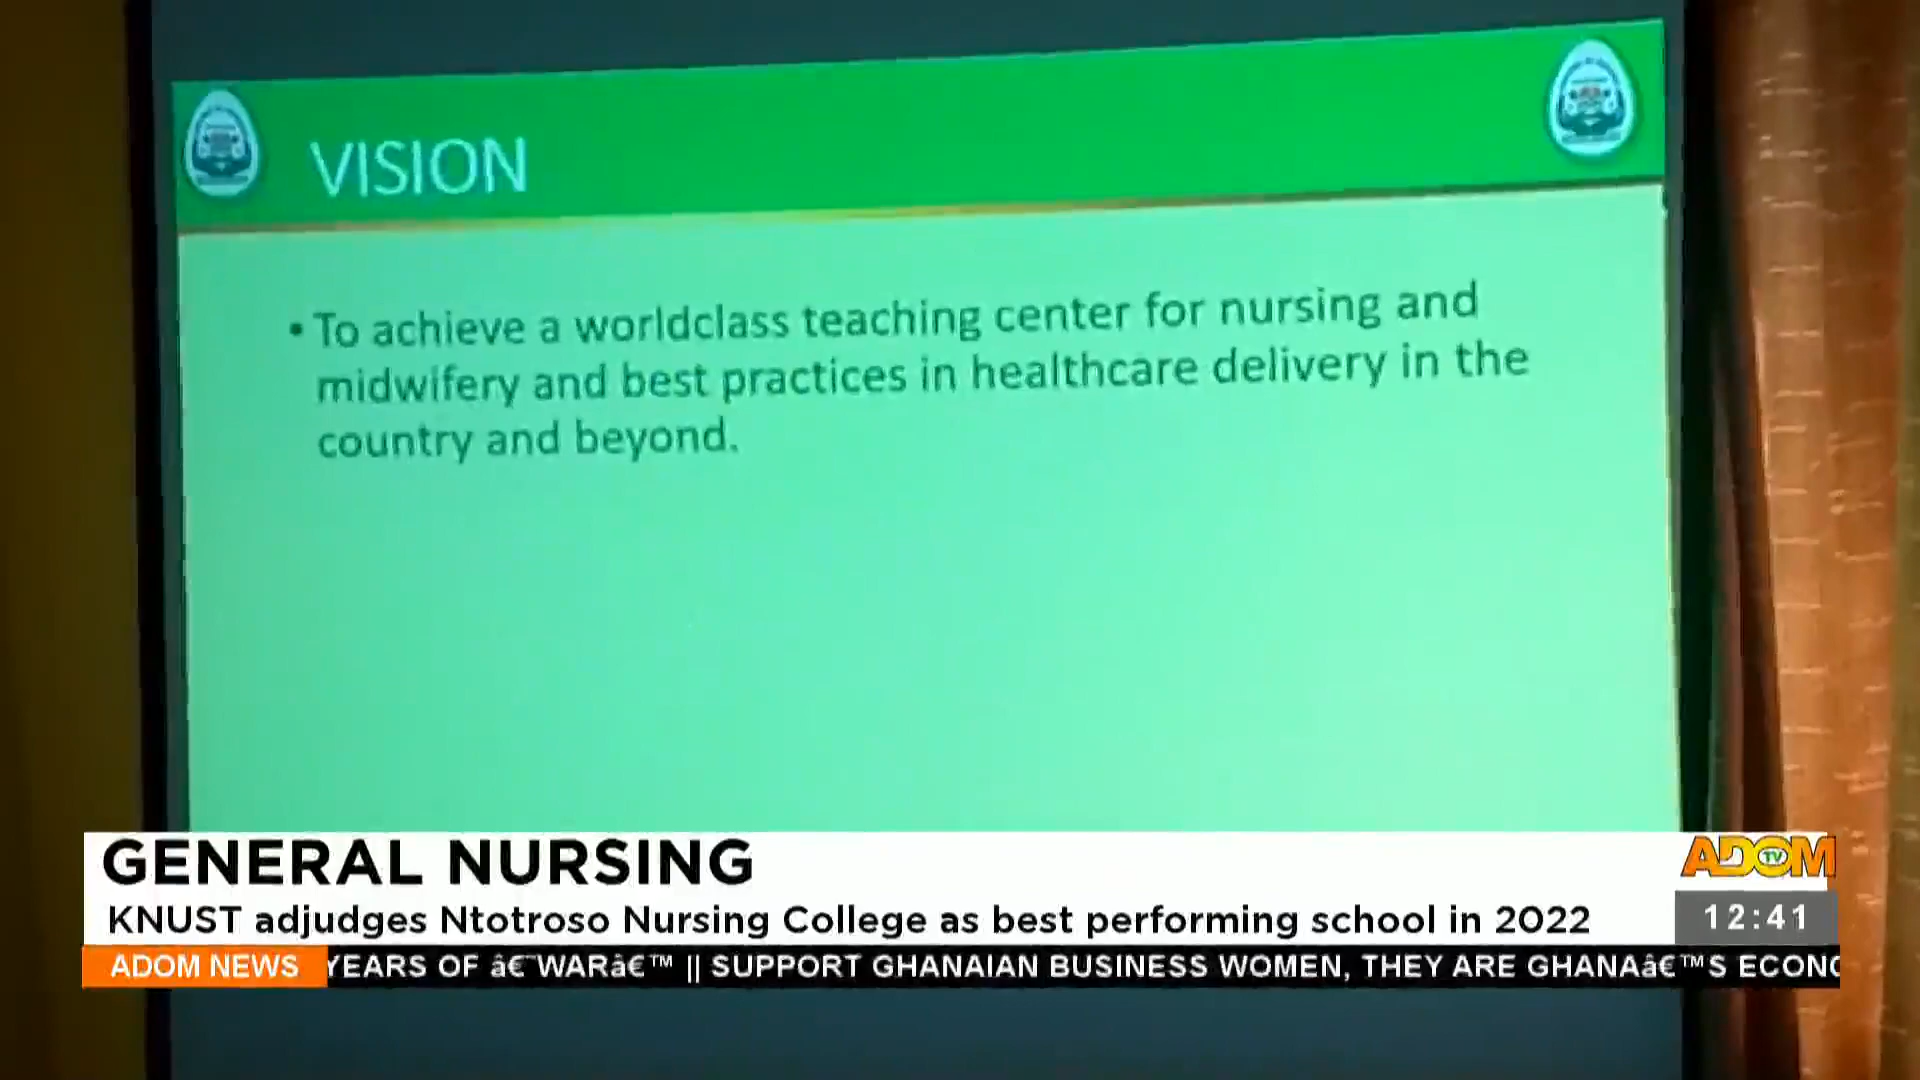 VISION
• To achieve a worldclass teaching center for nursing and
midwifery and best practices in healthcare delivery in the
country and beyond.
GENERAL NURSING
ADOM TV
KNUST adjudges Ntotroso Nursing College as best performing school in 2022
12:41
ADOM NEWS
YEARS OF â€˜WARâ€™ || SUPPORT GHANAIAN BUSINESS WOMEN, THEY ARE GHANAâ€™S ECONO